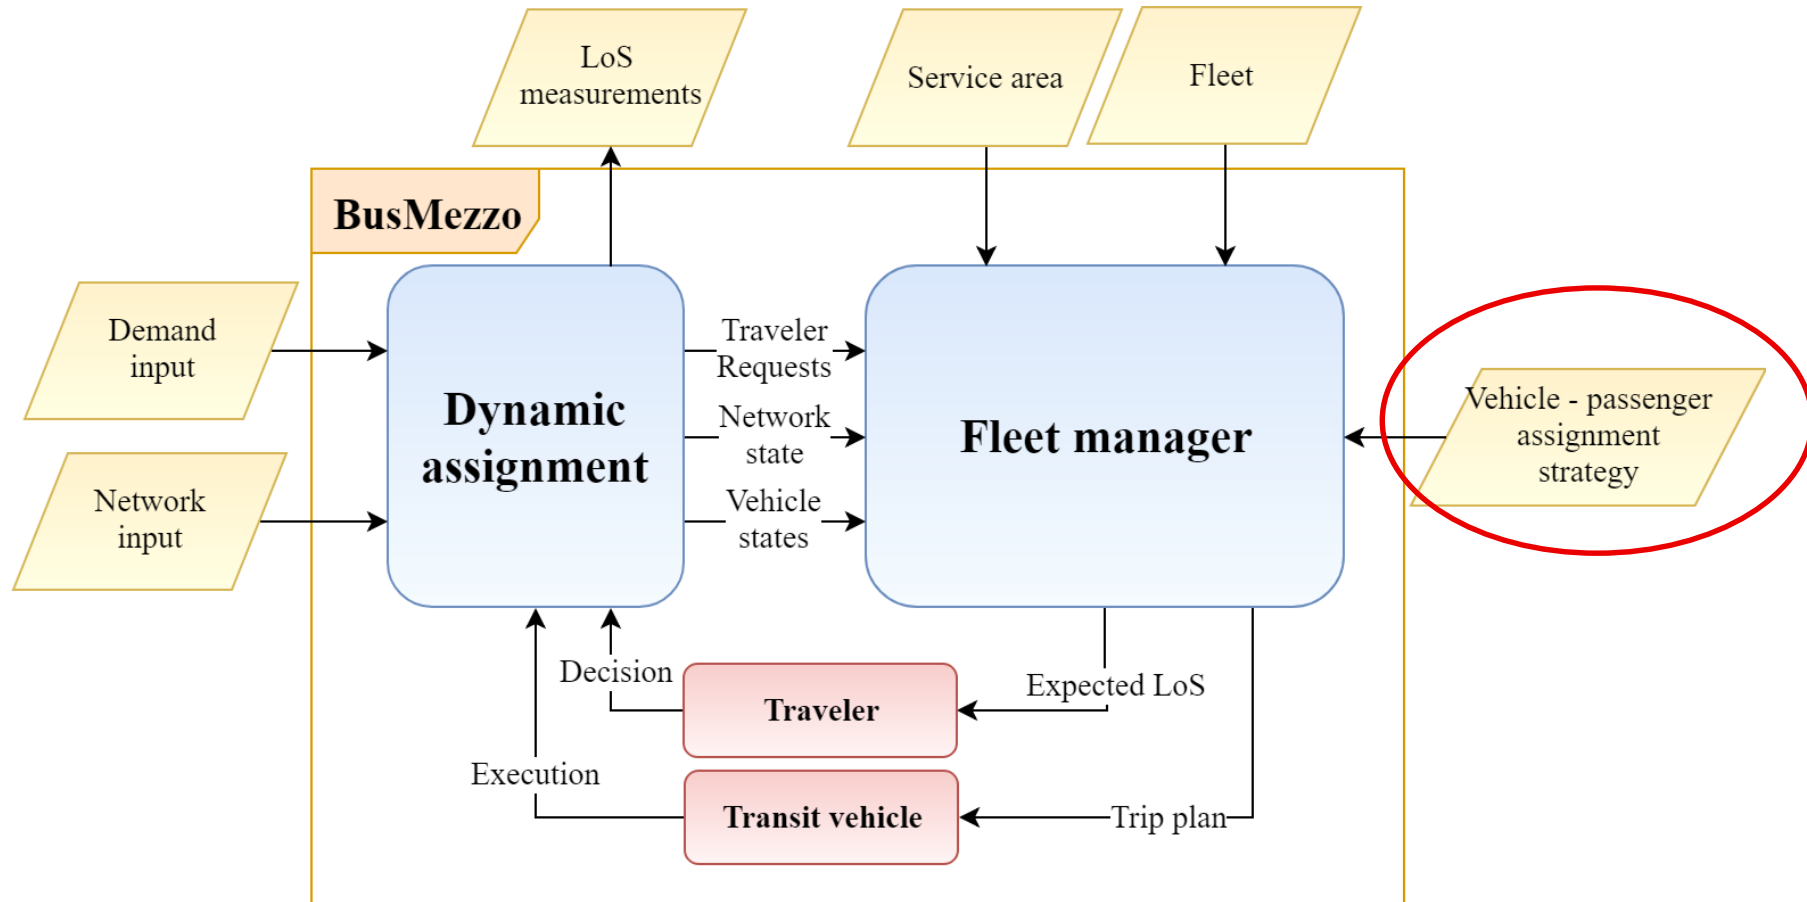 LoS
measurements
Service area
Fleet
BusMezzo
Demand
input
Network
input
Dynamic
assignment
Traveler
Requests
Network
state
Vehicle
states
Fleet manager
Vehicle - passenger
assignment
strategy
Decision
Traveler
Expected LoS
Execution
Transit vehicle
Trip plan